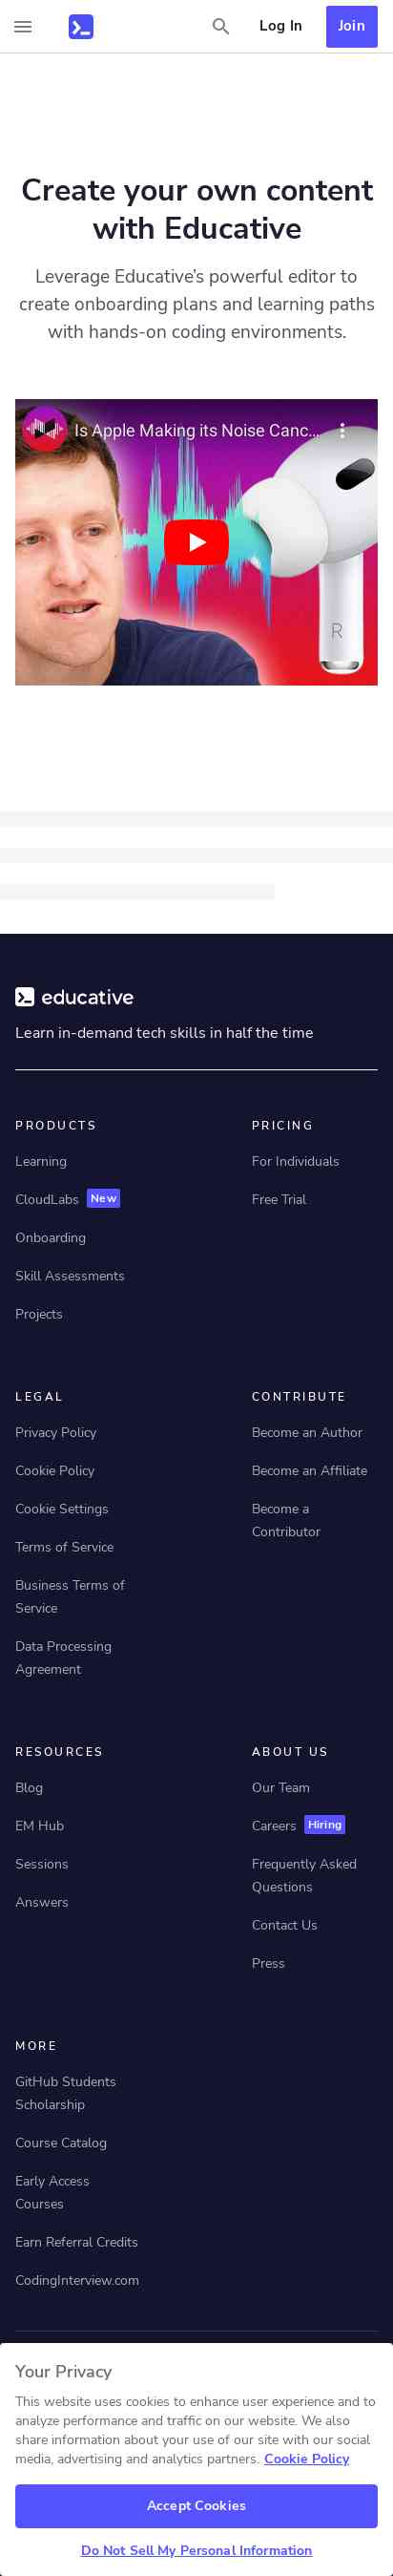 Log In
Join
Create your own content
with Educative
Leverage Educative’s powerful editor to
create onboarding plans and learning paths
with hands-on coding environments.
Is Apple Making its Noise Canc...
R
educative
Learn in-demand tech skills in half the time
PRODUCTS
Learning
CloudLabs New
Onboarding
Skill Assessments
Projects
PRICING
For Individuals
Free Trial
LEGAL
Privacy Policy
Cookie Policy
Cookie Settings
Terms of Service
Business Terms of
Service
Data Processing
Agreement
CONTRIBUTE
Become an Author
Become an Affiliate
Become a
Contributor
RESOURCES
Blog
EM Hub
Sessions
Answers
ABOUT US
Our Team
Careers Hiring
Frequently Asked
Questions
Contact Us
Press
MORE
GitHub Students
Scholarship
Course Catalog
Early Access
Courses
Earn Referral Credits
CodingInterview.com
Your Privacy
This website uses cookies to enhance user experience and to
analyze performance and traffic on our website. We also
share information about your use of our site with our social
media, advertising and analytics partners. Cookie Policy
Accept Cookies
Do Not Sell My Personal Information